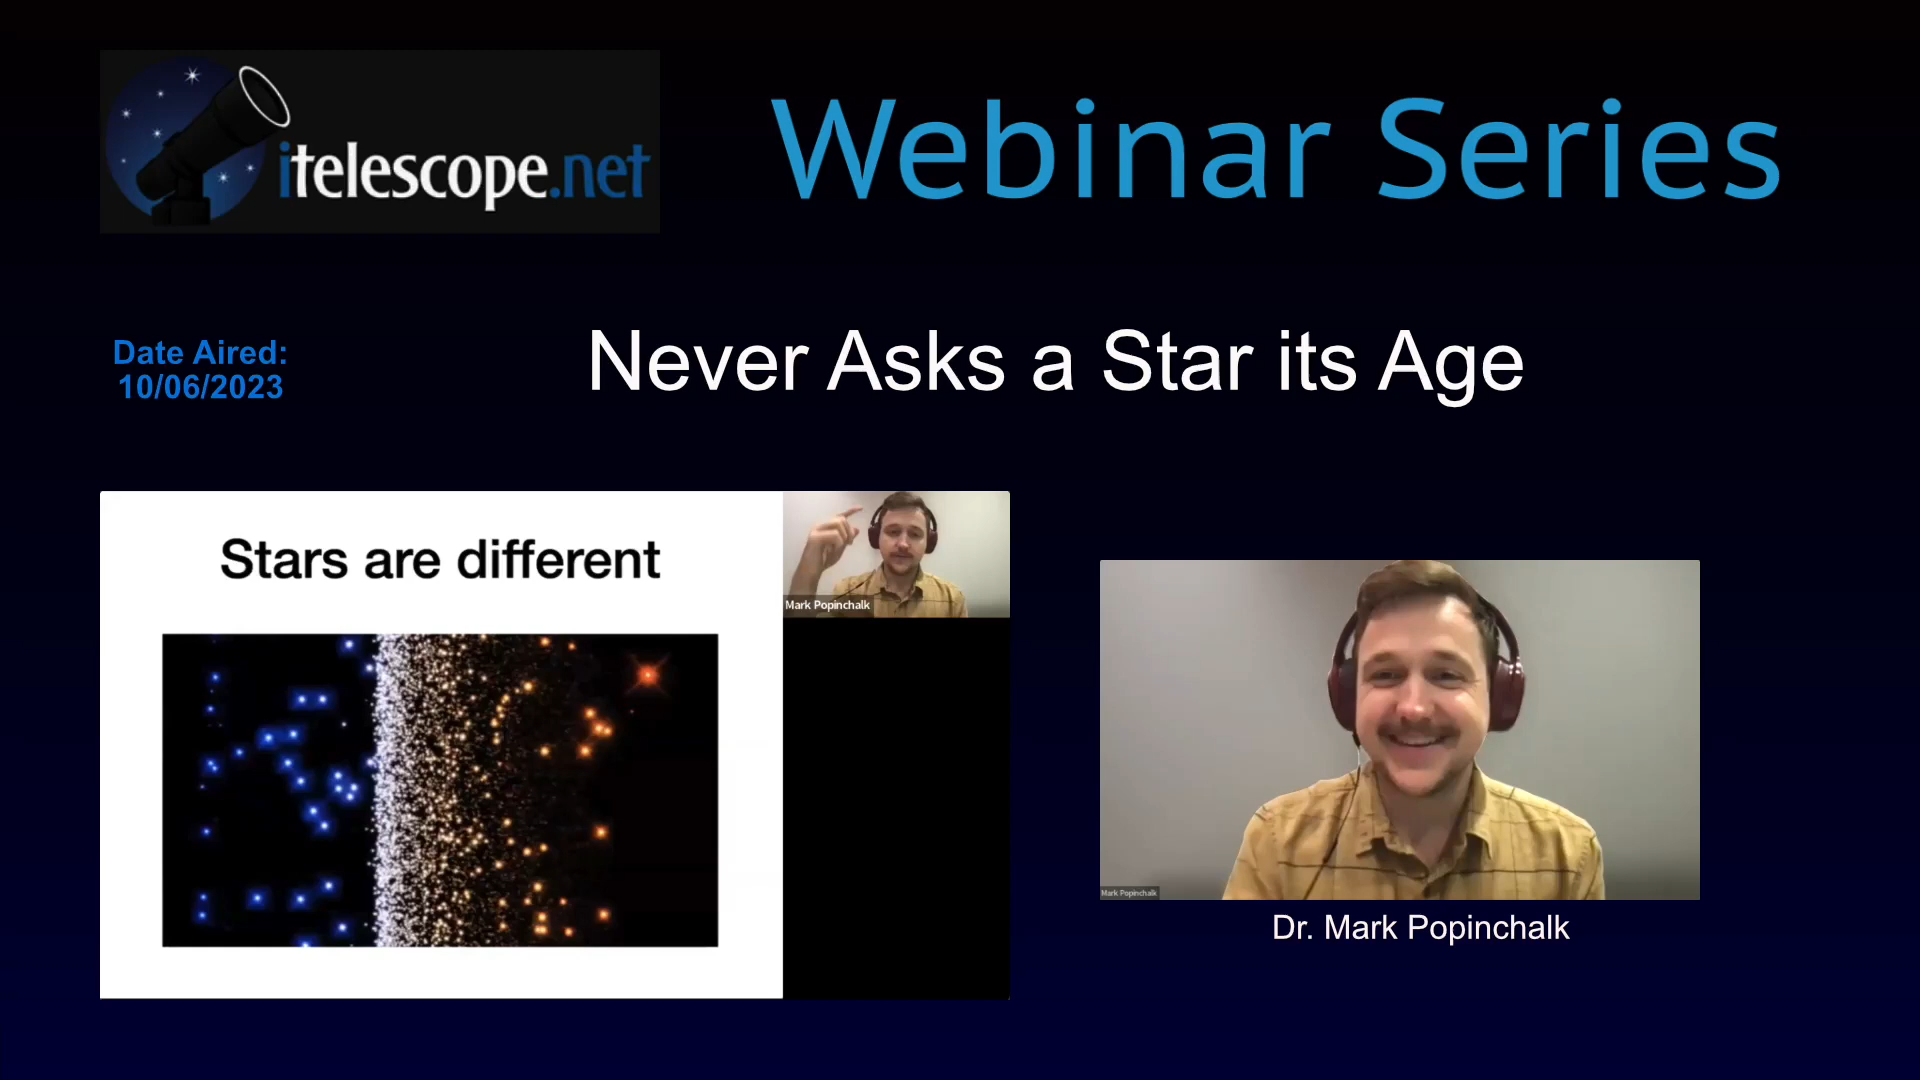 itelescope.net
Webinar Series
Date Aired:
10/06/2023
Never Asks a Star its Age
Stars are different
Mark Popinchalk
Mark Popinchalk
Dr. Mark Popinchalk